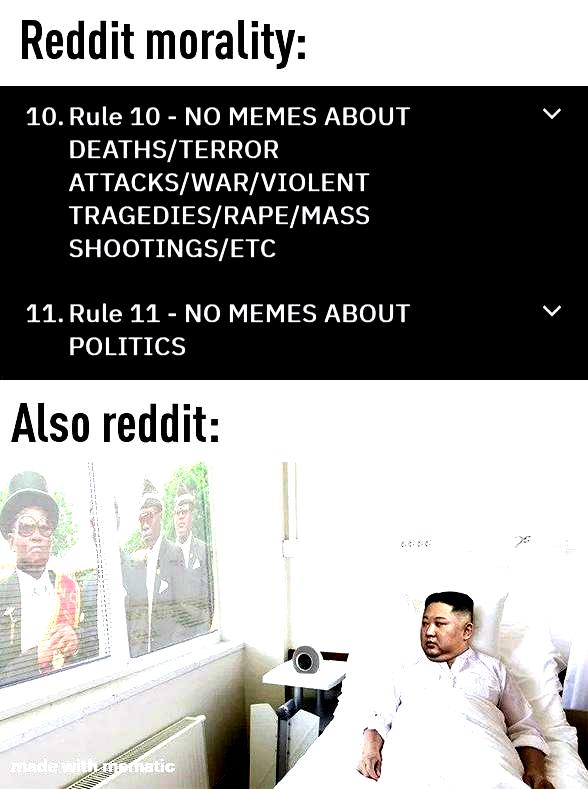 Reddit morality:
10. Rule 10 - NO MEMES ABOUT
DEATHS/TERROR
ATTACKS/WAR/VIOLENT
TRAGEDIES/RAPE/MASS
SHOOTINGS/ETC
11. Rule 11 - NO MEMES ABOUT
POLITICS
Also reddit:
made with mematic